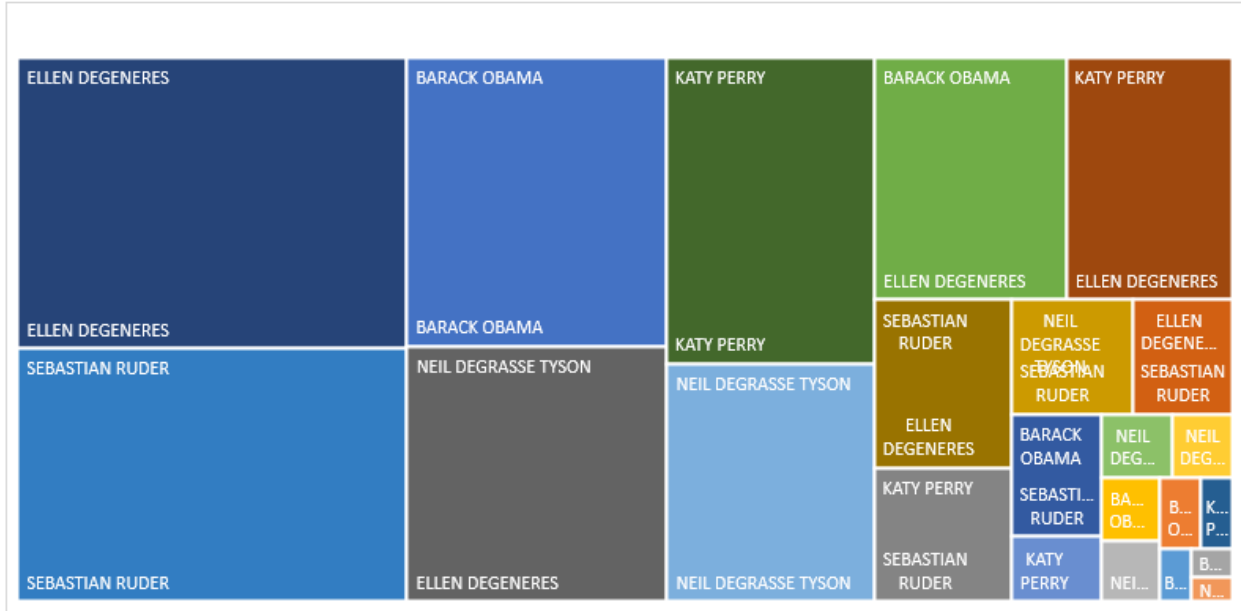 ELLEN DEGENERES
ELLEN DEGENERES
SEBASTIAN RUDER
SEBASTIAN RUDER
BARACK OBAMA
BARACK OBAMA
NEIL DEGRASSE TYSON
ELLEN DEGENERES
KATY PERRY
KATY PERRY
NEIL DEGRASSE TYSON
NEIL DEGRASSE TYSON
BARACK OBAMA
ELLEN DEGENERES
KATY PERRY
ELLEN DEGENERES
SEBASTIAN
RUDER
ELLEN
DEGENERES
KATY PERRY
SEBASTIAN
RUDER
NEIL
DEGRASSE
TYSON
SEBASTIAN
RUDER
ELLEN
DEGENE...
SEBASTIAN
RUDER
BARACK
OBAMA
SEBASTI...
RUDER
KATY
PERRY
NEIL
DEG...
NEIL
DEG...
BA...
OB...
B...
O...
K...
P...
NEI...
B...
B...
N...